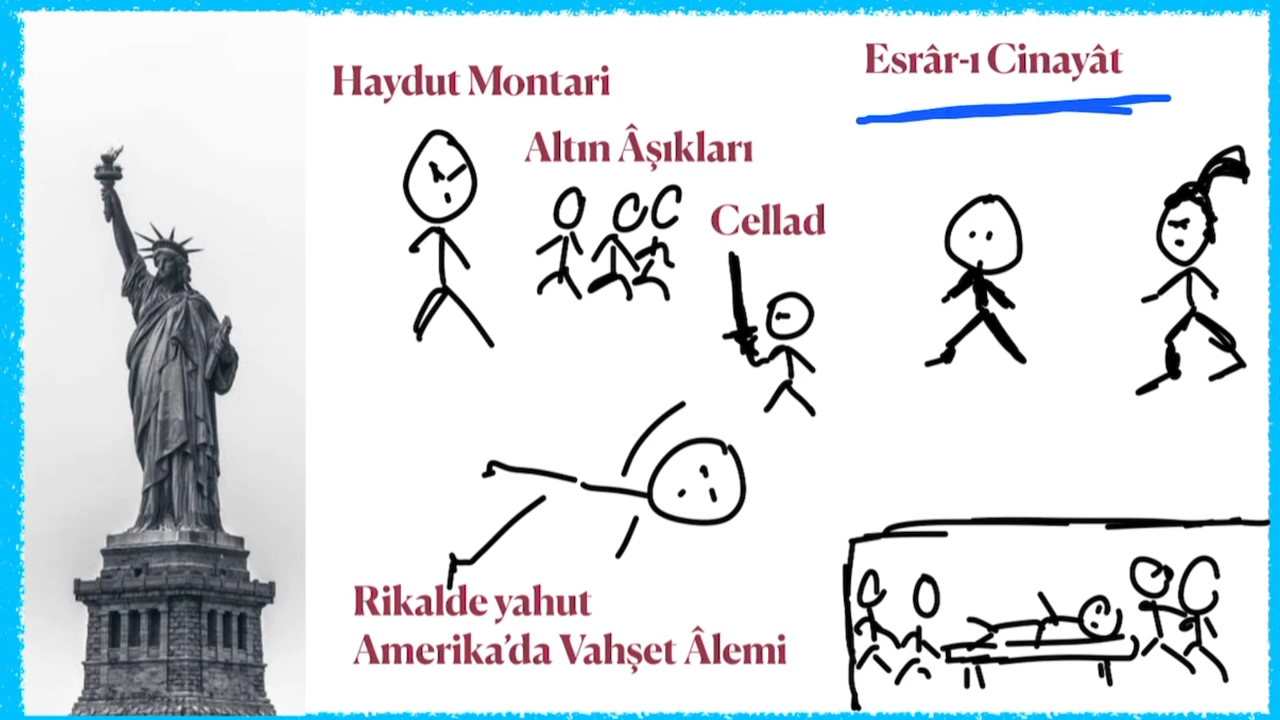 Haydut Montari
Esrâr-ı Cinayât
Altın Âşıkları
Cellad
Rikalde yahut
Amerika’da Vahşet Âlemi